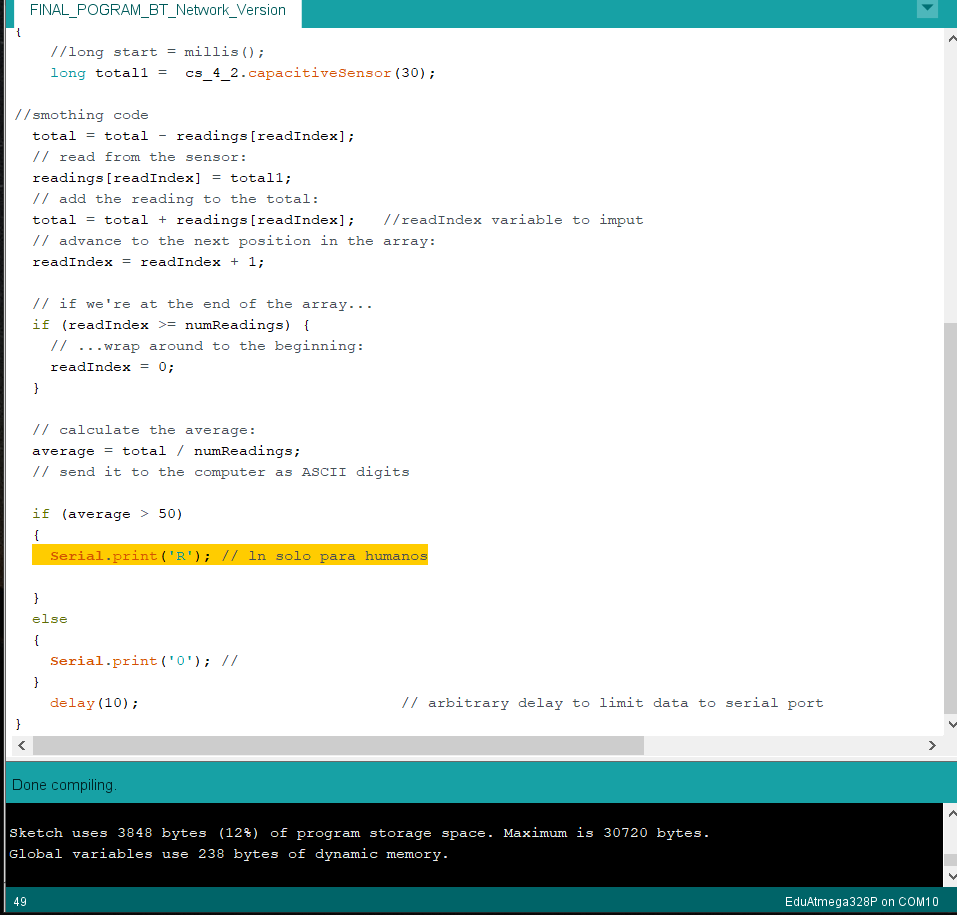 FINAL_POGRAM_BT_Network_Version
{
//long start = millis();
long total1 =  cs_4_2.capacitiveSensor(30);
//smothing code
total = total - readings[readIndex];
// read from the sensor:
readings[readIndex] = total1;
// add the reading to the total:
total = total + readings[readIndex];   //readIndex variable to imput
// advance to the next position in the array:
readIndex = readIndex + 1;
// if we're at the end of the array...
if (readIndex >= numReadings) {
// ...wrap around to the beginning:
readIndex = 0;
}
// calculate the average:
average = total / numReadings;
// send it to the computer as ASCII digits
if (average > 50)
{
Serial.print('R'); // ln solo para humanos
}
else
{
Serial.print('0'); //
}
delay(10);                             // arbitrary delay to limit data to serial port
}
Done compiling.
Sketch uses 3848 bytes (12%) of program storage space. Maximum is 30720 bytes.
Global variables use 238 bytes of dynamic memory.
49
EduAtmega328P on COM10